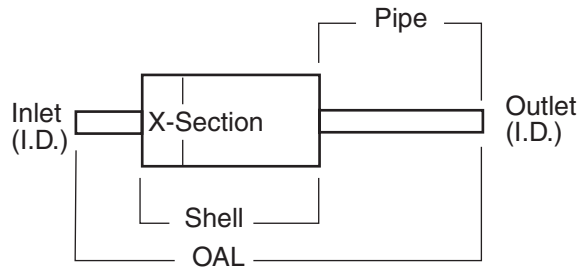 Pipe
Inlet
(I.D.)
X-Section
Outlet
(I.D.)
Shell
OAL